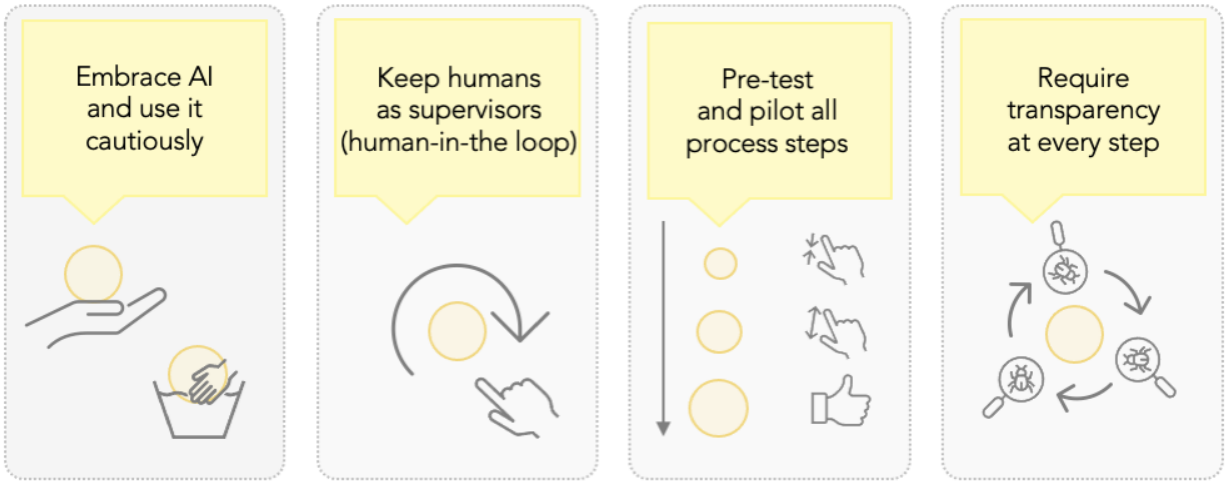 Embrace AI
and use it
cautiously
Keep humans
as supervisors
(human-in-the loop)
Pre-test
and pilot all
process steps
Require
transparency
at every step